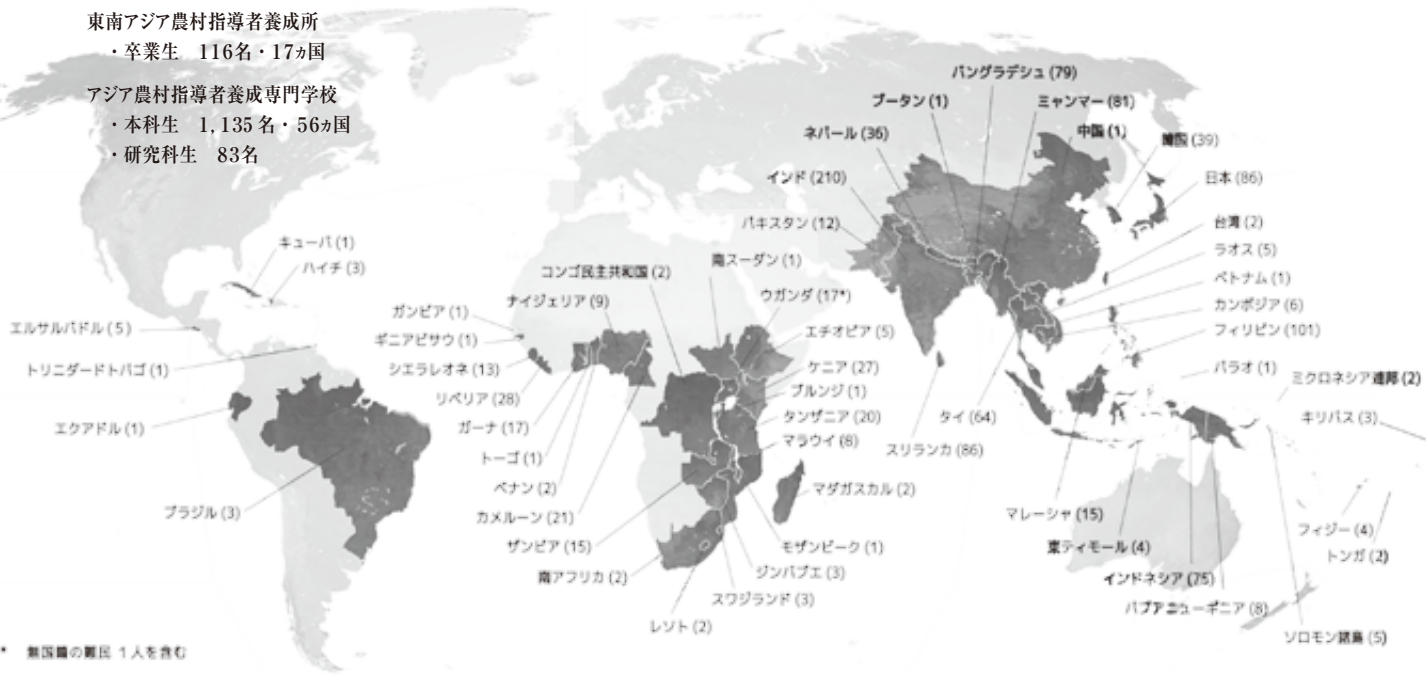 東南アジア農村指導者養成所
・卒業生 116名・17ヵ国
アジア農村指導者養成専門学校
・本科生 1,135名・56ヵ国
・研究科生 83名
バングラデシュ (79)
ブータン (1)
ミャンマー (81)
ネパール (36)
中国 (1)
韓国 (39)
インド (210)
日本 (86)
パキスタン (12)
台湾 (2)
ラオス (5)
ベトナム (1)
カンボジア (6)
フィリピン (101)
パラオ (1)
ミクロネシア連邦 (2)
キリバス (3)
キューバ (1)
ハイチ (3)
エルサルバドル (5)
トリニダードトバゴ (1)
エクアドル (1)
ブラジル (3)
コンゴ民主共和国 (2)
南スーダン (1)
ナイジェリア (9)
ウガンダ (17*)
ガンビア (1)
エチオピア (5)
ギニアビサウ (1)
ケニア (27)
シエラレオネ (13)
ブルンジ (1)
リベリア (28)
タンザニア (20)
ガーナ (17)
マラウイ (8)
トーゴ (1)
ベナン (2)
マダガスカル (2)
カメルーン (21)
ザンビア (15)
モザンビーク (1)
南アフリカ (2)
ジンバブエ (3)
スワジランド (3)
レソト (2)
タイ (64)
スリランカ (86)
マレーシャ (15)
東ティモール (4)
インドネシア (75)
パプアニューギニア (8)
フィジー (4)
トンガ (2)
ソロモン諸島 (5)
* 無国籍の難民 1人を含む